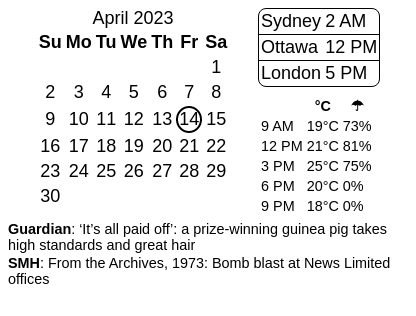 April 2023
Su Mo Tu We Th Fr Sa
1
2 3 4 5 6 7 8
9 10 11 12 13 14 15
16 17 18 19 20 21 22
23 24 25 26 27 28 29
30
Sydney 2 AM
Ottawa 12 PM
London 5 PM
°C ☂
9 AM 19°C 73%
12 PM 21°C 81%
3 PM 25°C 75%
6 PM 20°C 0%
9 PM 18°C 0%
Guardian: ‘It’s all paid off’: a prize-winning guinea pig takes
high standards and great hair
SMH: From the Archives, 1973: Bomb blast at News Limited
offices